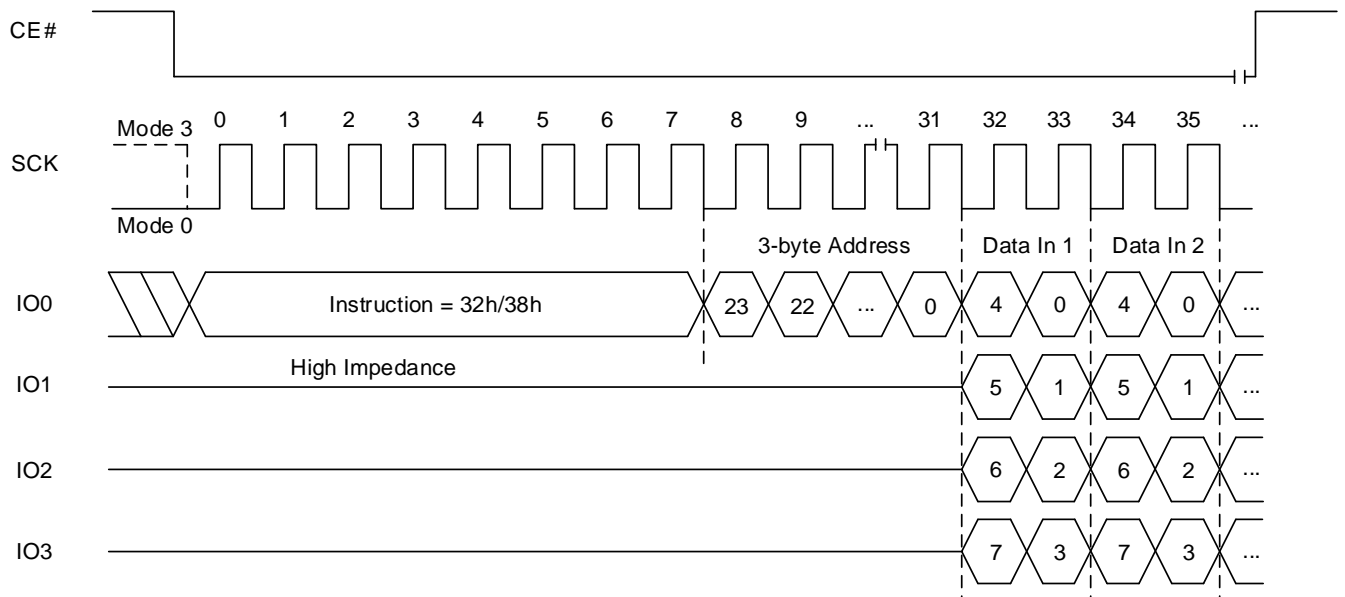 CE#
Mode 3 0 1 2 3 4 5 6 7 8 9 ... 31 32 33 34 35 ...
SCK
Mode 0
3-byte Address Data In 1 Data In 2
IO0 Instruction = 32h/38h 23 22 ... 0 4 0 4 0 ...
High Impedance
IO1 5 1 5 1 ...
IO2 6 2 6 2 ...
IO3 7 3 7 3 ...